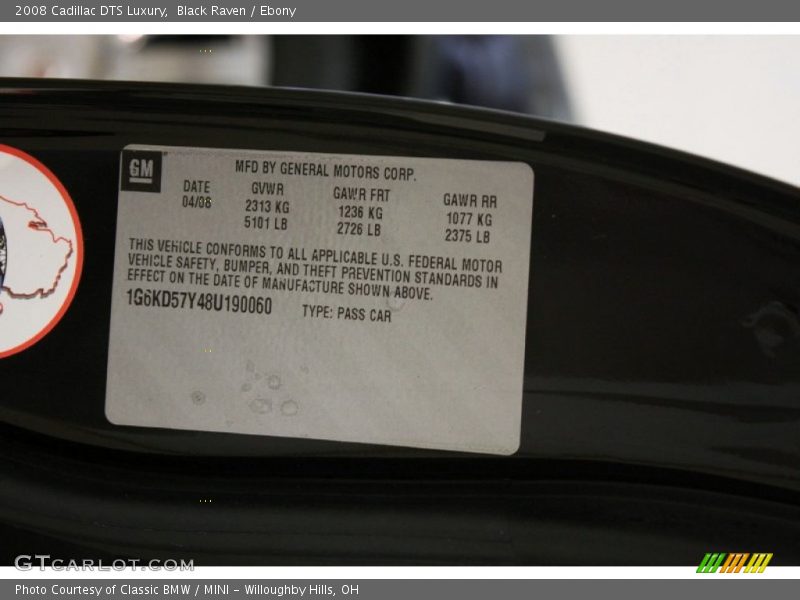 2008 Cadillac DTS Luxury, Black Raven / Ebony
GM
MFD BY GENERAL MOTORS CORP.
DATE GVWR GAWR FRT GAWR RR
04/08 2313 KG 1236 KG 1077 KG
5101 LB 2726 LB 2375 LB
THIS VEHICLE CONFORMS TO ALL APPLICABLE U.S. FEDERAL MOTOR
VEHICLE SAFETY, BUMPER, AND THEFT PREVENTION STANDARDS IN
EFFECT ON THE DATE OF MANUFACTURE SHOWN ABOVE.
1G6KD57Y48U190060 TYPE: PASS CAR
GTCARLOT.COM
Photo Courtesy of Classic BMW / MINI - Willoughby Hills, OH